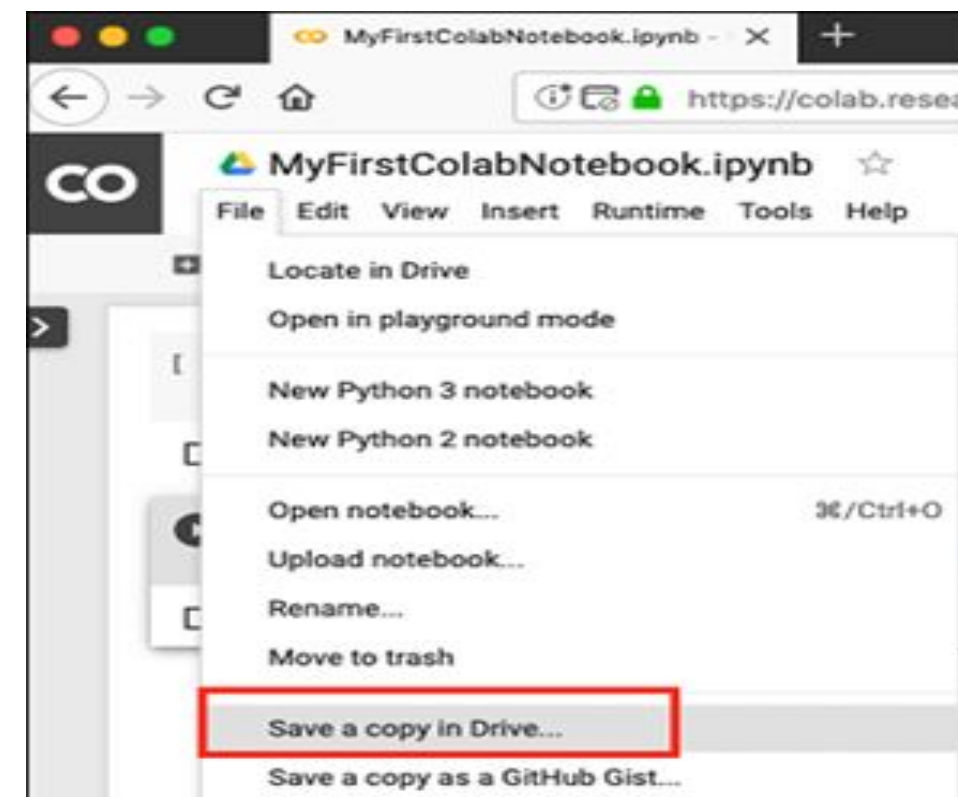 MyFirstColabNotebook.ipynb -
https://colab.resea
CO
MyFirstColabNotebook.ipynb
File Edit View Insert Runtime Tools Help
Locate in Drive
Open in playground mode
New Python 3 notebook
New Python 2 notebook
Open notebook... ⌘/Ctrl+O
Upload notebook...
Rename...
Move to trash
Save a copy in Drive...
Save a copy as a GitHub Gist...